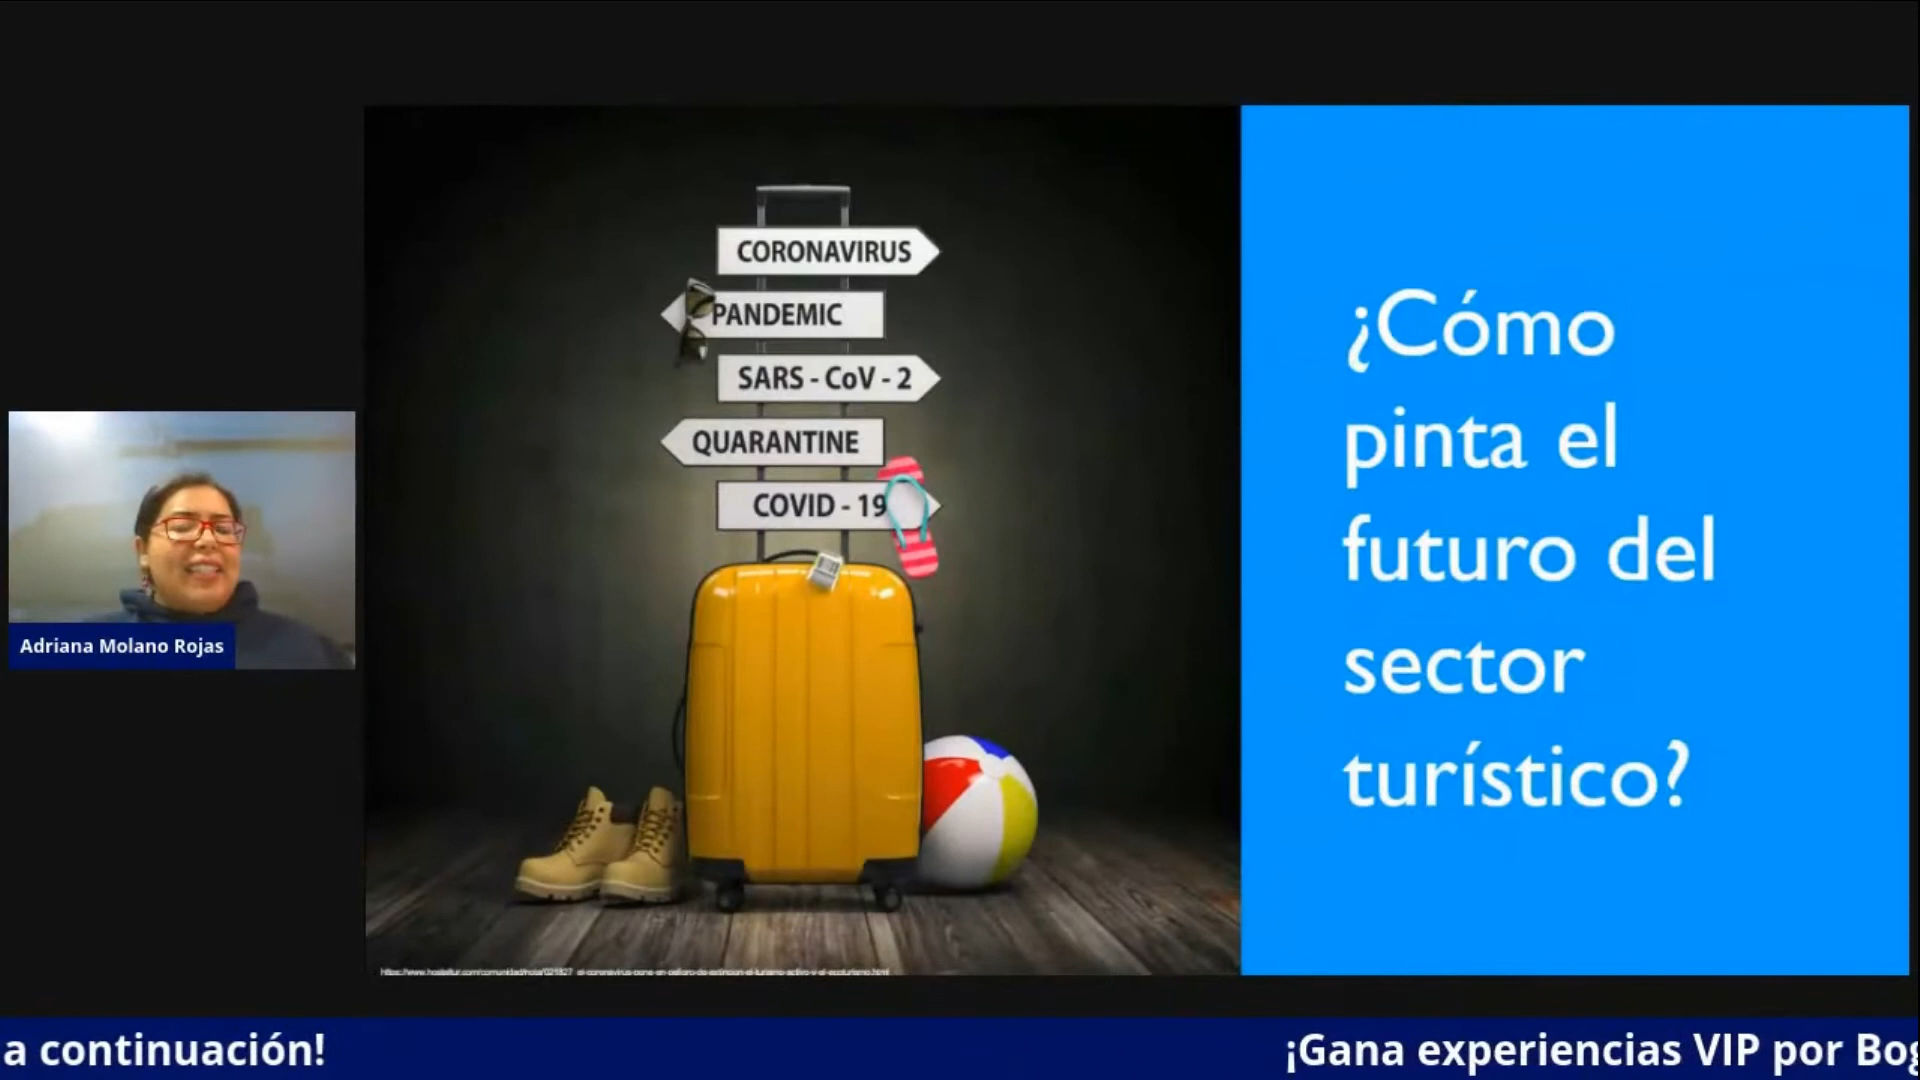 CORONAVIRUS
PANDEMIC
SARS - CoV - 2
QUARANTINE
COVID - 19
¿Cómo
pinta el
futuro del
sector
turístico?
Adriana Molano Rojas
a continuación!
¡Gana experiencias VIP por Bog